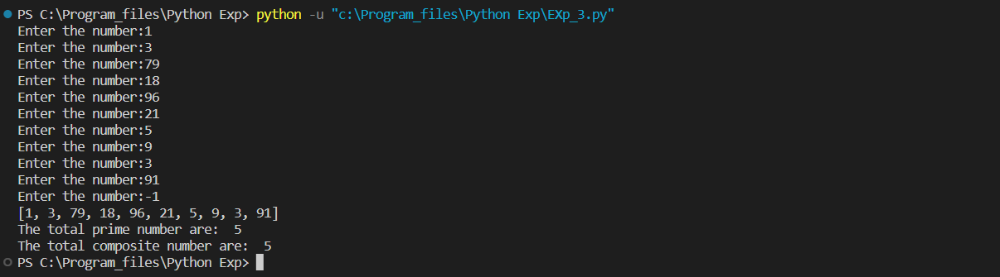 PS C:\Program_files\Python Exp> python -u "c:\Program_files\Python Exp\EXp_3.py"
Enter the number:1
Enter the number:3
Enter the number:79
Enter the number:18
Enter the number:96
Enter the number:21
Enter the number:5
Enter the number:9
Enter the number:3
Enter the number:91
Enter the number:-1
[1, 3, 79, 18, 96, 21, 5, 9, 3, 91]
The total prime number are:  5
The total composite number are:  5
PS C:\Program_files\Python Exp>